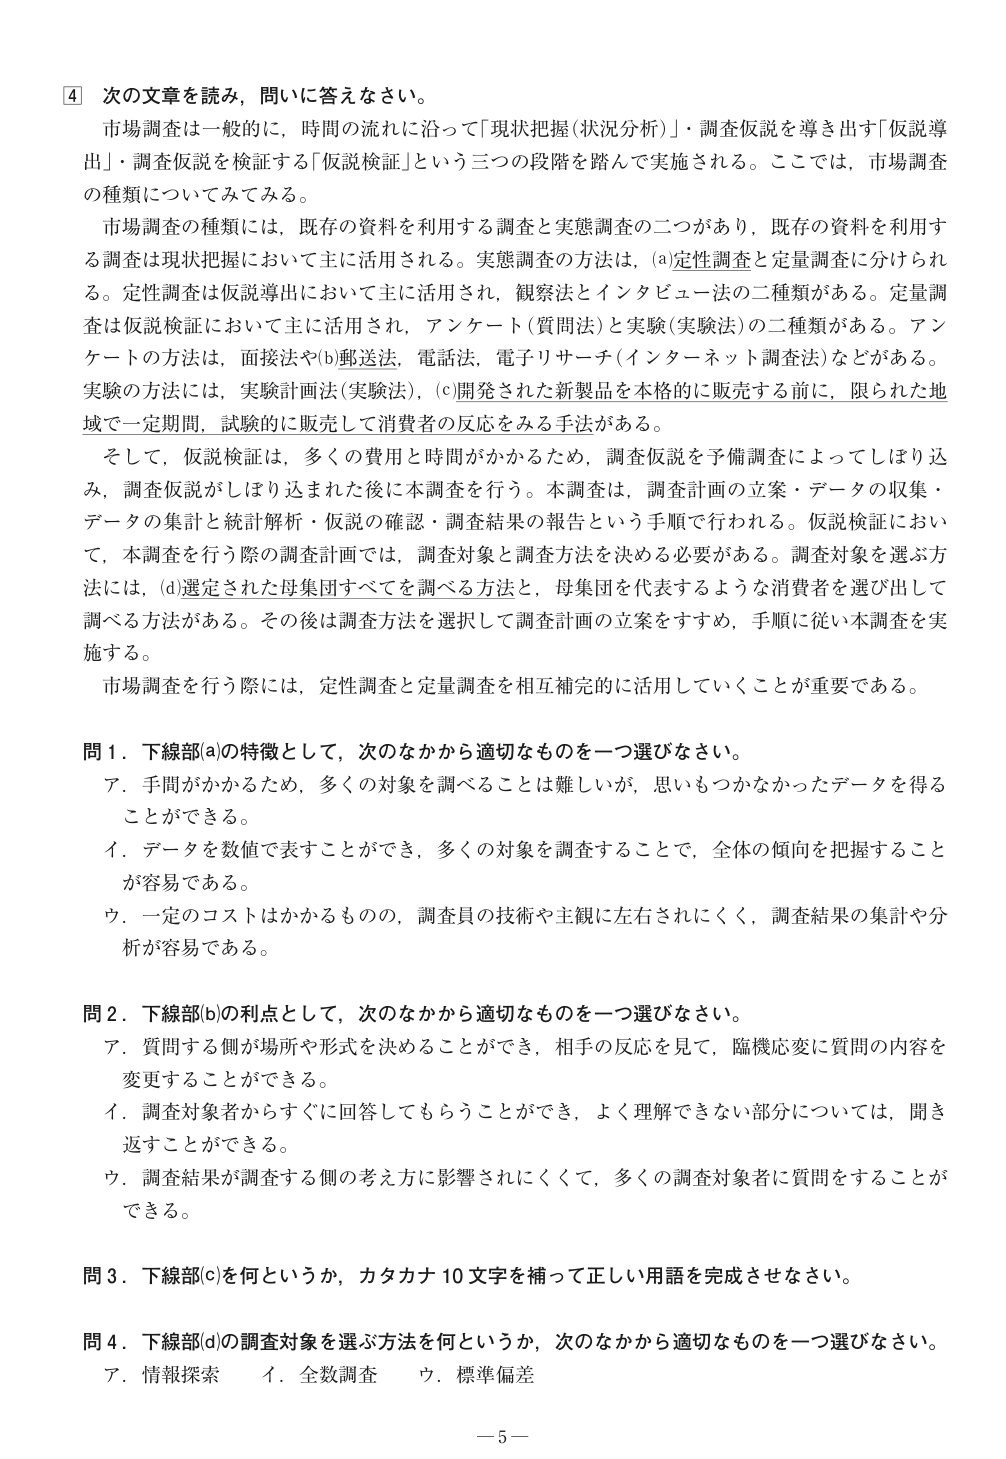 4　次の文章を読み，問いに答えなさい。
市場調査は一般的に，時間の流れに沿って「現状把握(状況分析)」・調査仮説を導き出す「仮説導
出」・調査仮説を検証する「仮説検証」という三つの段階を踏んで実施される。ここでは，市場調査
の種類についてみてみる。
市場調査の種類には，既存の資料を利用する調査と実態調査の二つがあり，既存の資料を利用す
る調査は現状把握において主に活用される。実態調査の方法は，(a)定性調査と定量調査に分けられ
る。定性調査は仮説導出において主に活用され，観察法とインタビュー法の二種類がある。定量調
査は仮説検証において主に活用され，アンケート(質問法)と実験(実験法)の二種類がある。アン
ケートの方法は，面接法や(b)郵送法，電話法，電子リサーチ(インターネット調査法)などがある。
実験の方法には，実験計画法(実験法)，(c)開発された新製品を本格的に販売する前に，限られた地
域で一定期間，試験的に販売して消費者の反応をみる手法がある。
そして，仮説検証は，多くの費用と時間がかかるため，調査仮説を予備調査によってしぼり込
み，調査仮説がしぼり込まれた後に本調査を行う。本調査は，調査計画の立案・データの収集・
データの集計と統計解析・仮説の確認・調査結果の報告という手順で行われる。仮説検証におい
て，本調査を行う際の調査計画では，調査対象と調査方法を決める必要がある。調査対象を選ぶ方
法には，(d)選定された母集団すべてを調べる方法と，母集団を代表するような消費者を選び出して
調べる方法がある。その後は調査方法を選択して調査計画の立案をすすめ，手順に従い本調査を実
施する。
市場調査を行う際には，定性調査と定量調査を相互補完的に活用していくことが重要である。
問1．下線部(a)の特徴として，次のなかから適切なものを一つ選びなさい。
ア．手間がかかるため，多くの対象を調べることは難しいが，思いもつかなかったデータを得る
ことができる。
イ．データを数値で表すことができ，多くの対象を調査することで，全体の傾向を把握すること
が容易である。
ウ．一定のコストはかかるものの，調査員の技術や主観に左右されにくく，調査結果の集計や分
析が容易である。
問2．下線部(b)の利点として，次のなかから適切なものを一つ選びなさい。
ア．質問する側が場所や形式を決めることができ，相手の反応を見て，臨機応変に質問の内容を
変更することができる。
イ．調査対象者からすぐに回答してもらうことができ，よく理解できない部分については，聞き
返すことができる。
ウ．調査結果が調査する側の考え方に影響されにくくて，多くの調査対象者に質問をすることが
できる。
問3．下線部(c)を何というか，カタカナ10文字を補って正しい用語を完成させなさい。
問4．下線部(d)の調査対象を選ぶ方法を何というか，次のなかから適切なものを一つ選びなさい。
ア．情報探索　　イ．全数調査　　ウ．標準偏差
―5―